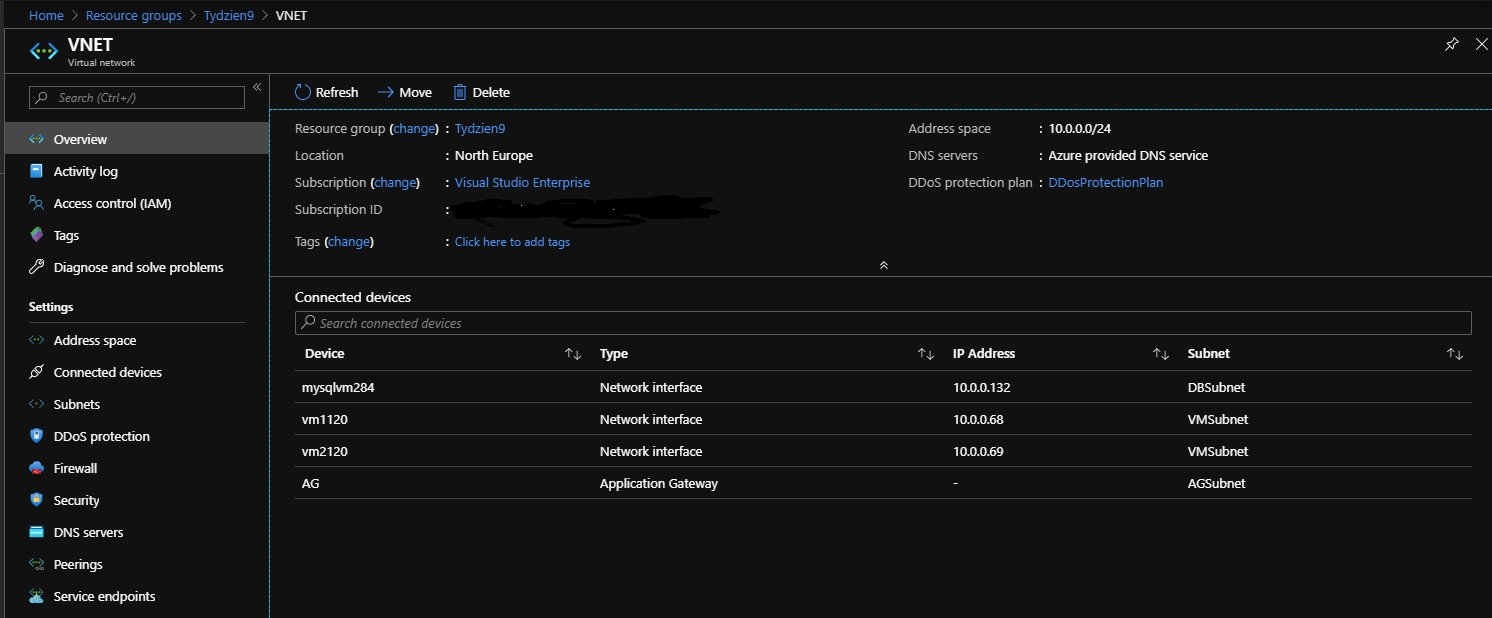 Home > Resource groups > Tydzien9 > VNET
VNET
Virtual network
Search (Ctrl+/)
«
Overview
Activity log
Access control (IAM)
Tags
Diagnose and solve problems
Settings
Address space
Connected devices
Subnets
DDoS protection
Firewall
Security
DNS servers
Peerings
Service endpoints
Refresh Move Delete
Resource group (change) : Tydzien9
Location : North Europe
Subscription (change) : Visual Studio Enterprise
Subscription ID :
Tags (change) : Click here to add tags
Address space : 10.0.0.0/24
DNS servers : Azure provided DNS service
DDoS protection plan : DDosProtectionPlan
Connected devices
Search connected devices
Device Type IP Address Subnet
mysqlvm284 Network interface 10.0.0.132 DBSubnet
vm1120 Network interface 10.0.0.68 VMSubnet
vm2120 Network interface 10.0.0.69 VMSubnet
AG Application Gateway - AGSubnet